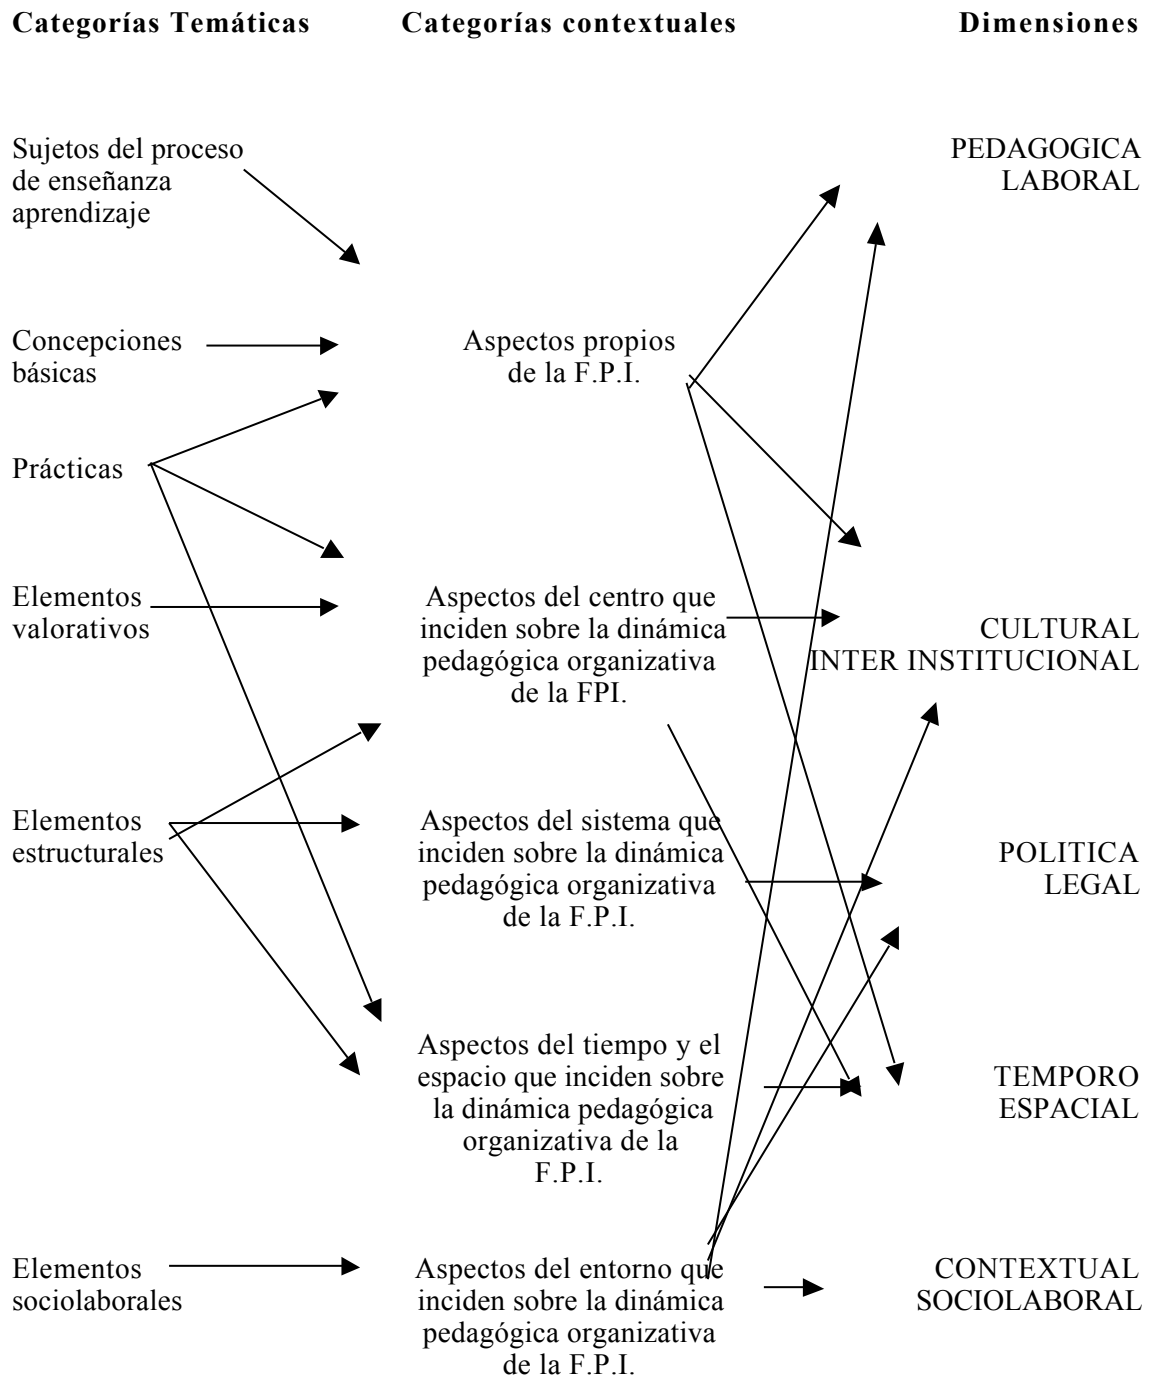 Categorías Temáticas
Categorías contextuales
Dimensiones
Sujetos del proceso
de enseñanza
aprendizaje
PEDAGOGICA
LABORAL
Concepciones
básicas
Aspectos propios
de la F.P.I.
Prácticas
Elementos
valorativos
Aspectos del centro que
inciden sobre la dinámica
pedagógica organizativa
de la FPI.
CULTURAL
INTER INSTITUCIONAL
Elementos
estructurales
Aspectos del sistema que
inciden sobre la dinámica
pedagógica organizativa
de la F.P.I.
POLITICA
LEGAL
Aspectos del tiempo y el
espacio que inciden sobre
la dinámica pedagógica
organizativa de la
F.P.I.
TEMPORO
ESPACIAL
Elementos
sociolaborales
Aspectos del entorno que
inciden sobre la dinámica
pedagógica organizativa
de la F.P.I.
CONTEXTUAL
SOCIOLABORAL